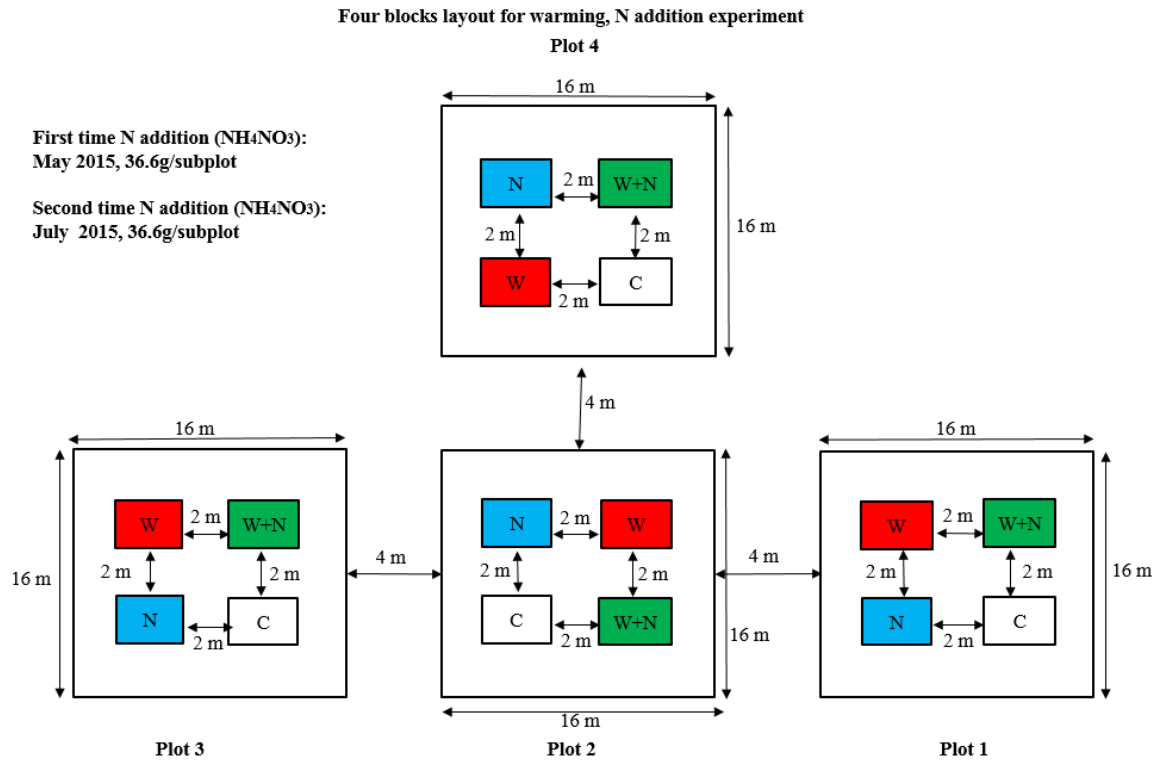 Four blocks layout for warming, N addition experiment
Plot 4
16 m
First time N addition (NH4NO3):
May 2015, 36.6g/subplot
Second time N addition (NH4NO3):
July  2015, 36.6g/subplot
N
2 m
W+N
2 m
2 m
16 m
W
C
2 m
4 m
16 m
16 m
W
2 m
W+N
N
2 m
W
W
2 m
W+N
4 m
4 m
16 m
2 m
2 m
2 m
2 m
2 m
2 m
16 m
N
C
C
W+N
N
C
2 m
2 m
16 m
2 m
16 m
Plot 3
Plot 2
Plot 1